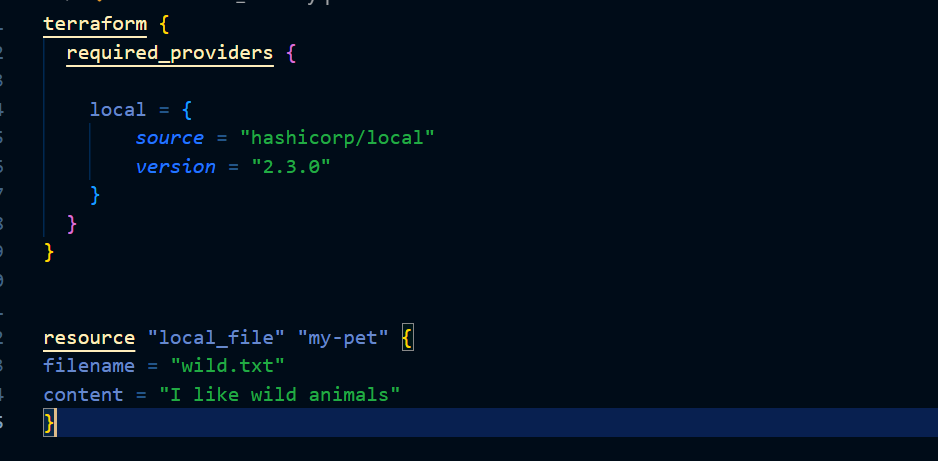 terraform {
required_providers {
local = {
source = "hashicorp/local"
version = "2.3.0"
}
}
}
resource "local_file" "my-pet" {
filename = "wild.txt"
content = "I like wild animals"
}